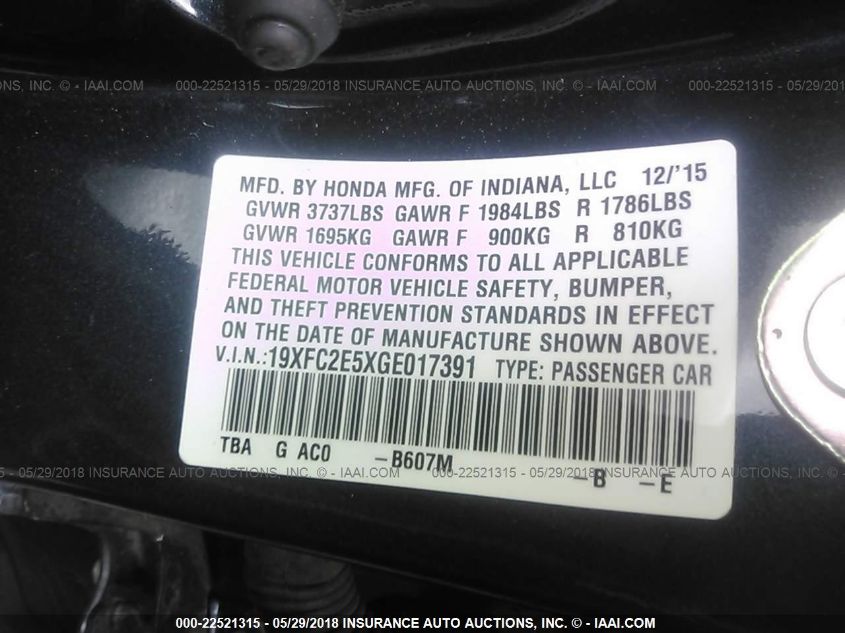 INC. © - IAAI.COM 000-22521315 - 05/29/2018 INSURANCE AUTO AUCTIONS, INC. © - IAAI.COM 000-22521315 - 05/29/2018 INSURANCE AUT
MFD. BY HONDA MFG. OF INDIANA, LLC 12/'15
GVWR 3737LBS GAWR F 1984LBS R 1786LBS
GVWR 1695KG GAWR F 900KG R 810KG
THIS VEHICLE CONFORMS TO ALL APPLICABLE
FEDERAL MOTOR VEHICLE SAFETY, BUMPER,
AND THEFT PREVENTION STANDARDS IN EFFECT
ON THE DATE OF MANUFACTURE SHOWN ABOVE.
V.I.N.:19XFC2E5XGE017391 TYPE: PASSENGER CAR
TBA G AC0 -B607M -B -E
05/29/2018 INSURANCE AUTO AUCTIONS, INC. © - IAAI.COM 000-22521315 - 05/29/2018 INSURANCE AUTO AUCTIONS, INC. © - IAAI.COM
000-22521315 - 05/29/2018 INSURANCE AUTO AUCTIONS, INC. © - IAAI.COM